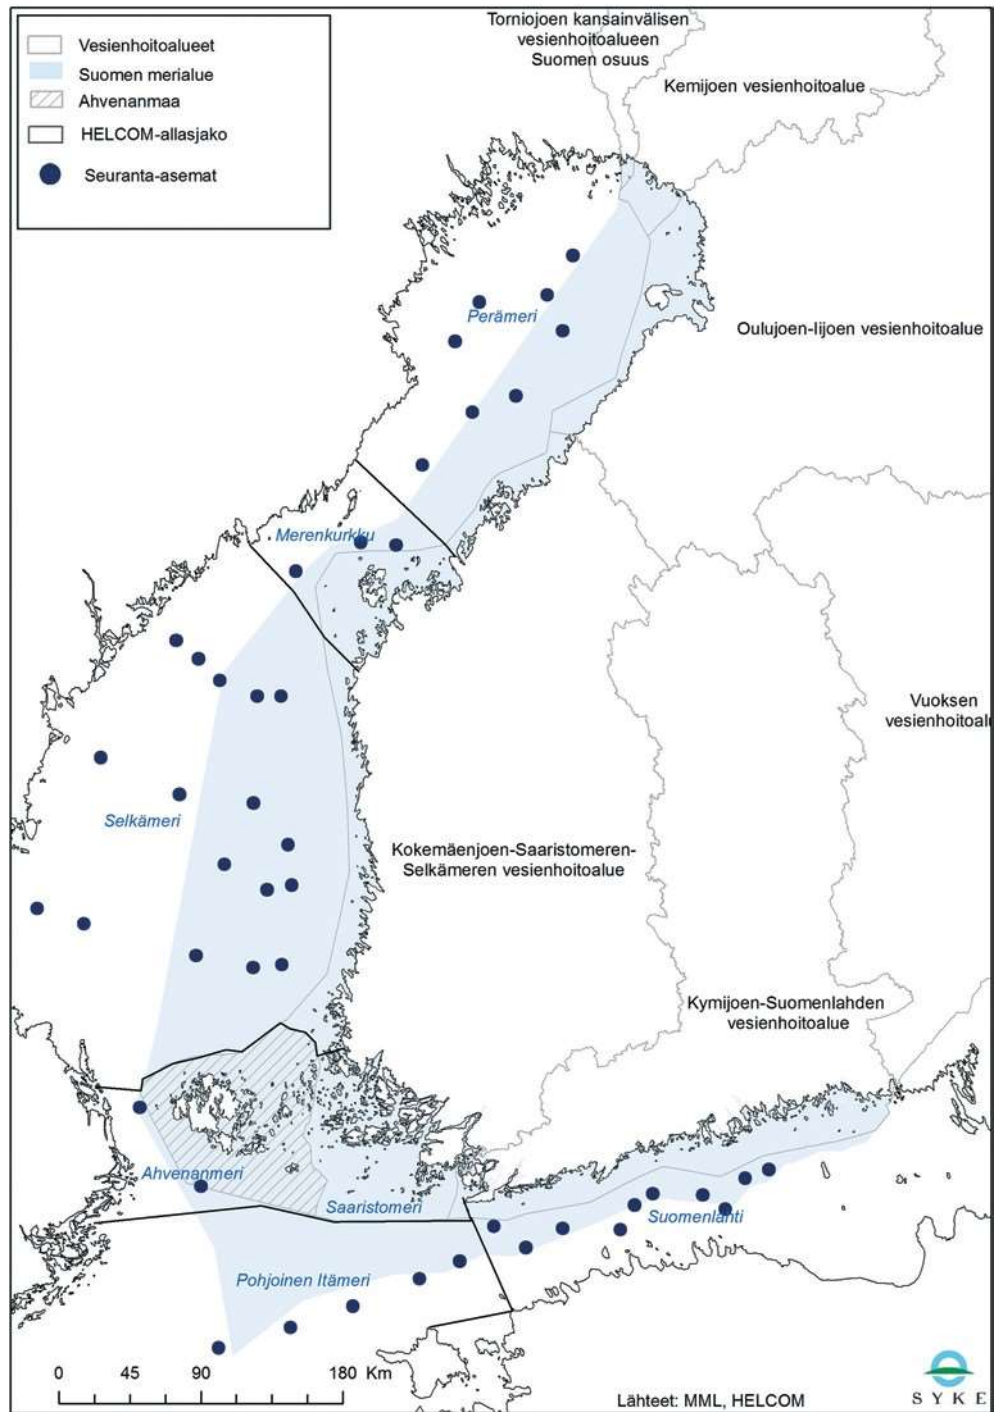 Vesienhoitoalueet
Suomen merialue
Ahvenanmaa
HELCOM-allasjako
Seuranta-asemat
Torniojoen kansainvälisen
vesienhoitoalueen
Suomen osuus
Kemijoen vesienhoitoalue
Perämeri
Oulujoen-Iijoen vesienhoitoalue
Merenkurkku
Vuoksen
vesienhoitoalu
Selkämeri
Kokemäenjoen-Saaristomeren-
Selkämeren vesienhoitoalue
Kymijoen-Suomenlahden
vesienhoitoalue
Ahvenanmeri
Saaristomeri
Suomenlahti
Pohjoinen Itämeri
0 45 90 180 Km
Lähteet: MML, HELCOM
SYKE